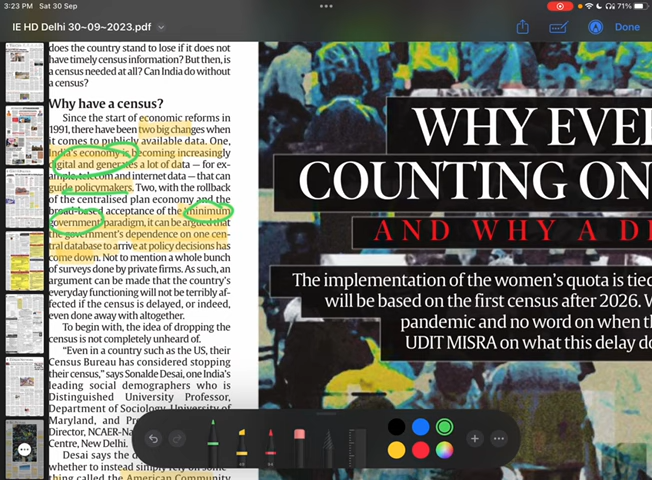 3:23 PM Sat 30 Sep
71%
IE HD Delhi 30~09~2023.pdf
Done
does the country stand to lose if it does
not have timely census information? But then, is
a census needed at all? Can India do without
a census?
Why have a census?
Since the start of economic reforms in
1991, there have been two big changes when
it comes to publicly available data. One,
India's economy is becoming increasingly
digital and generates a lot of data — for ex-
ample, telecom and internet data — that can
guide policymakers. Two, with the rollback
of the centralised plan economy and the
broad-based acceptance of the 'minimum
government' paradigm, it can be argued that
the government's dependence on one cen-
tral database to arrive at policy decisions has
come down. Not to mention a whole bunch
of surveys done by private firms. As such, an
argument can be made that the country's
everyday functioning will not be terribly af-
fected if the census is delayed, or indeed,
even done away with altogether.
To begin with, the idea of dropping the
census is not completely unheard of.
"Even in a country such as the US, their
Census Bureau has considered stopping
their census," says Sonalde Desai, one India's
leading social demographers who is
Distinguished University Professor,
Department of Sociology, University of
Maryland, and
Director, NCAER-Na
Centre, New Delhi.
Desai says the d
whether to instead simply rely on some-
thing called the American Community
WHY EVE
COUNTING ON
AND WHY A D
The implementation of the women's quota is tied
will be based on the first census after 2026. W
pandemic and no word on when th
UDIT MISRA on what this delay do